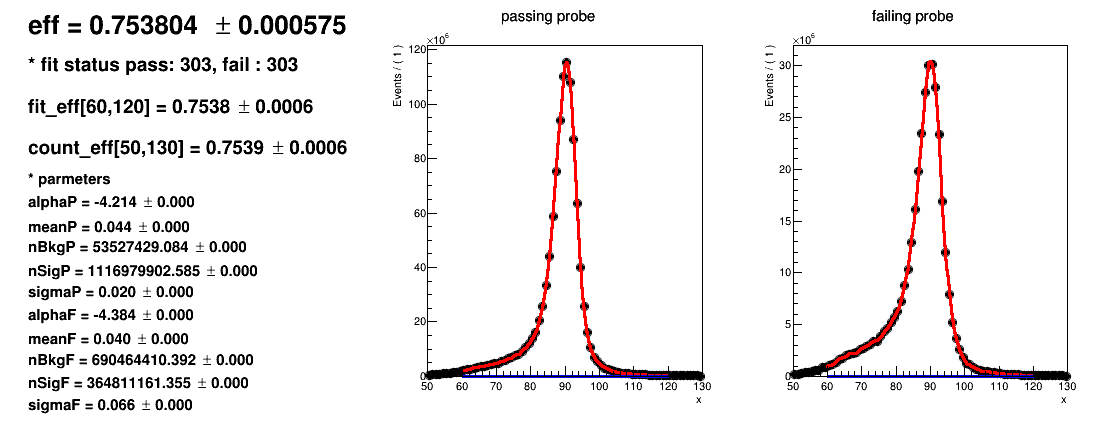 eff = 0.753804 ± 0.000575
* fit status pass: 303, fail : 303
fit_eff[60,120] = 0.7538 ± 0.0006
count_eff[50,130] = 0.7539 ± 0.0006
* parmeters
alphaP = -4.214 ± 0.000
meanP = 0.044 ± 0.000
nBkgP = 53527429.084 ± 0.000
nSigP = 1116979902.585 ± 0.000
sigmaP = 0.020 ± 0.000
alphaF = -4.384 ± 0.000
meanF = 0.040 ± 0.000
nBkgF = 690464410.392 ± 0.000
nSigF = 364811161.355 ± 0.000
sigmaF = 0.066 ± 0.000
passing probe
×10⁶
Events / ( 1 )
120
100
80
60
40
20
0
50 60 70 80 90 100 110 120 130
x
failing probe
×10⁶
Events / ( 1 )
30
25
20
15
10
5
0
50 60 70 80 90 100 110 120 130
x